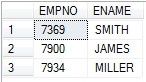 EMPNO ENAME
1 7369 SMITH
2 7900 JAMES
3 7934 MILLER